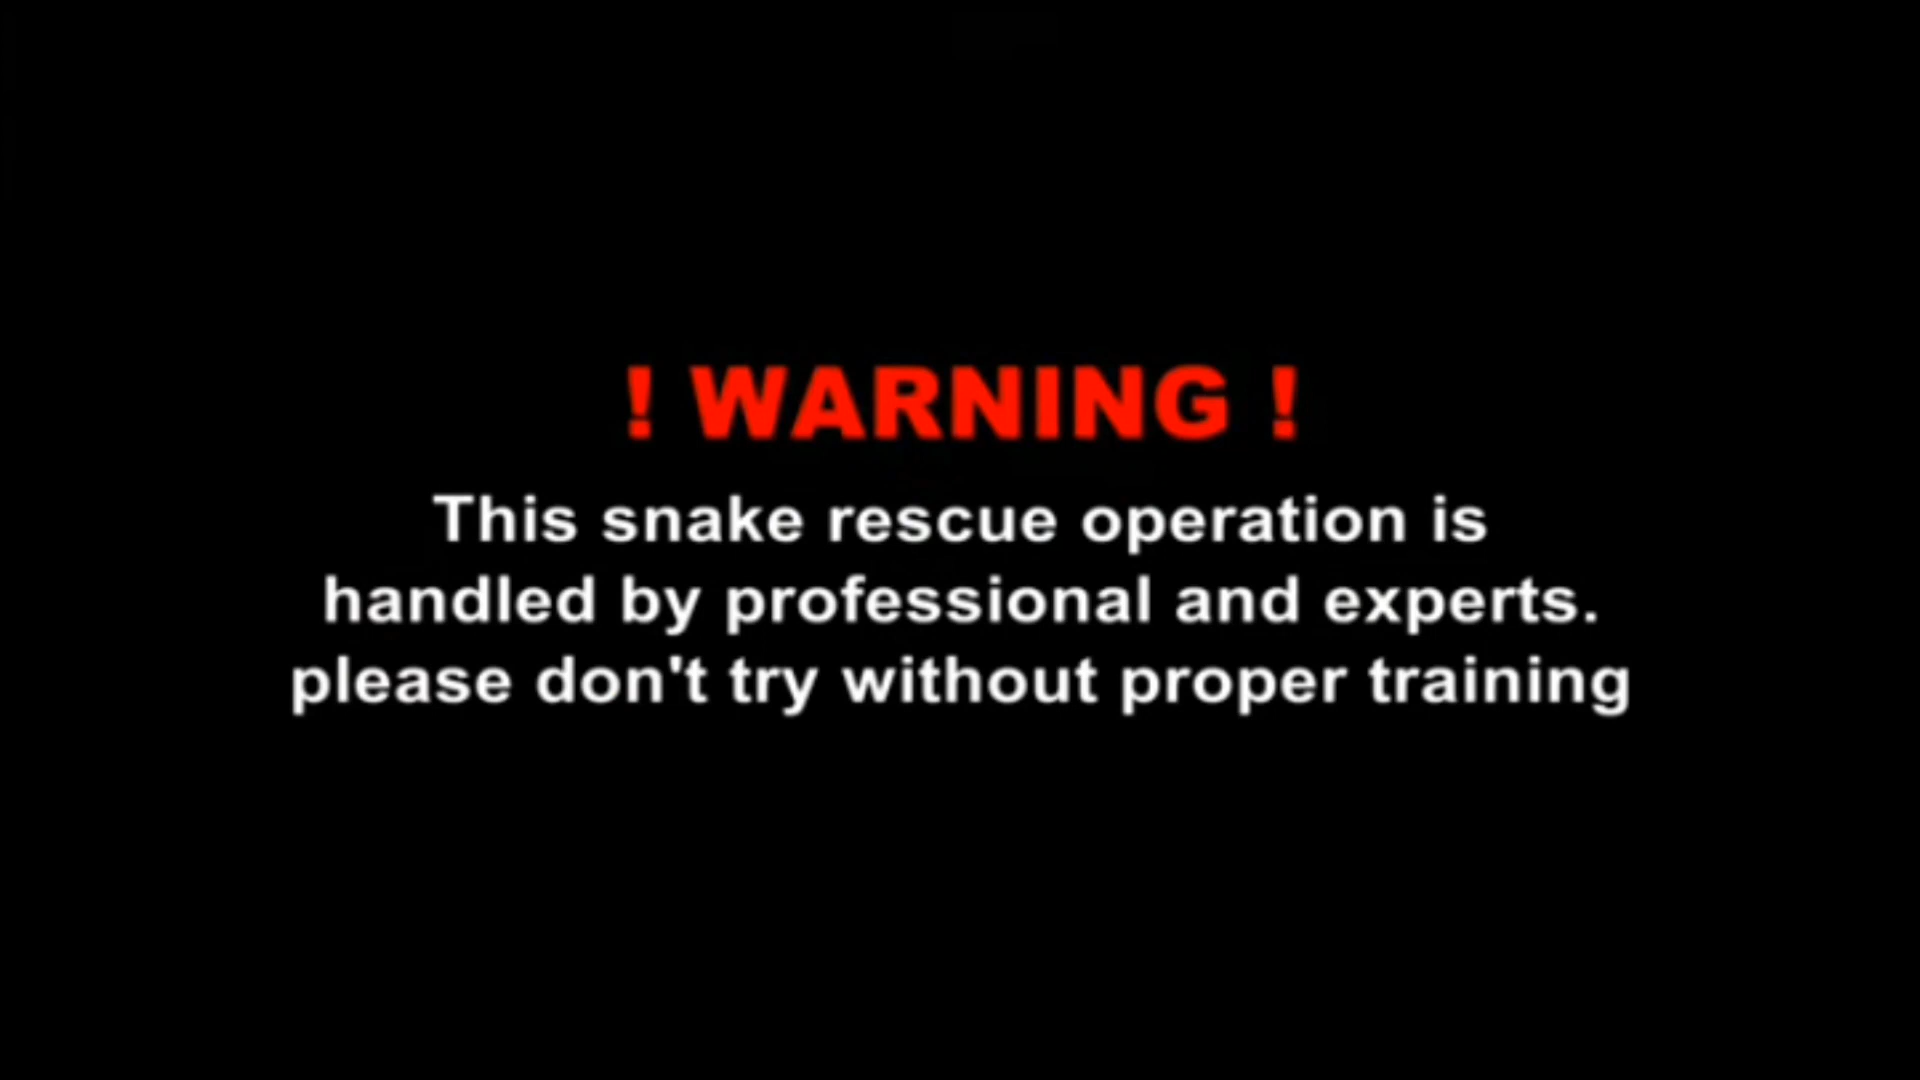 ! WARNING !
This snake rescue operation is
handled by professional and experts.
please don't try without proper training